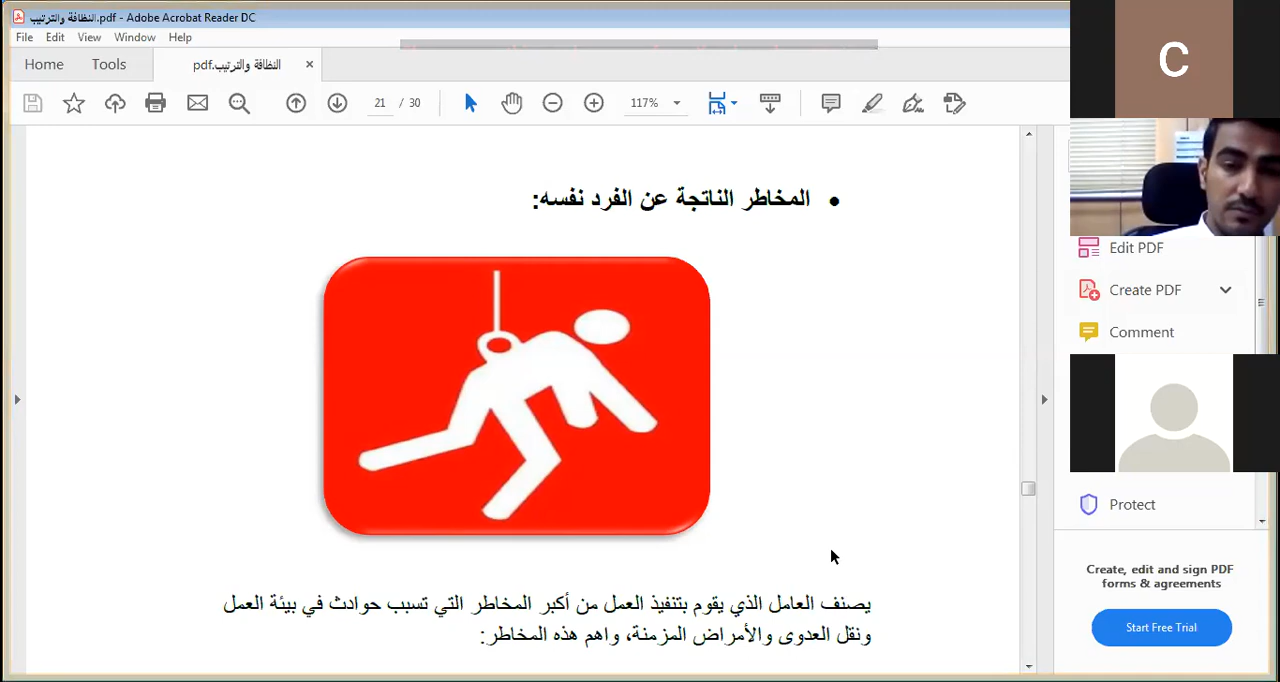 النظافة والترتيب.pdf - Adobe Acrobat Reader DC
File Edit View Window Help
Home Tools النظافة والترتيب.pdf ×
21 / 30 117%
C
• المخاطر الناتجة عن الفرد نفسه:
Edit PDF
Create PDF
Comment
Protect
يصنف العامل الذي يقوم بتنفيذ العمل من أكبر المخاطر التي تسبب حوادث في بيئة العمل
ونقل العدوى والأمراض المزمنة، واهم هذه المخاطر:
Create, edit and sign PDF
forms & agreements
Start Free Trial